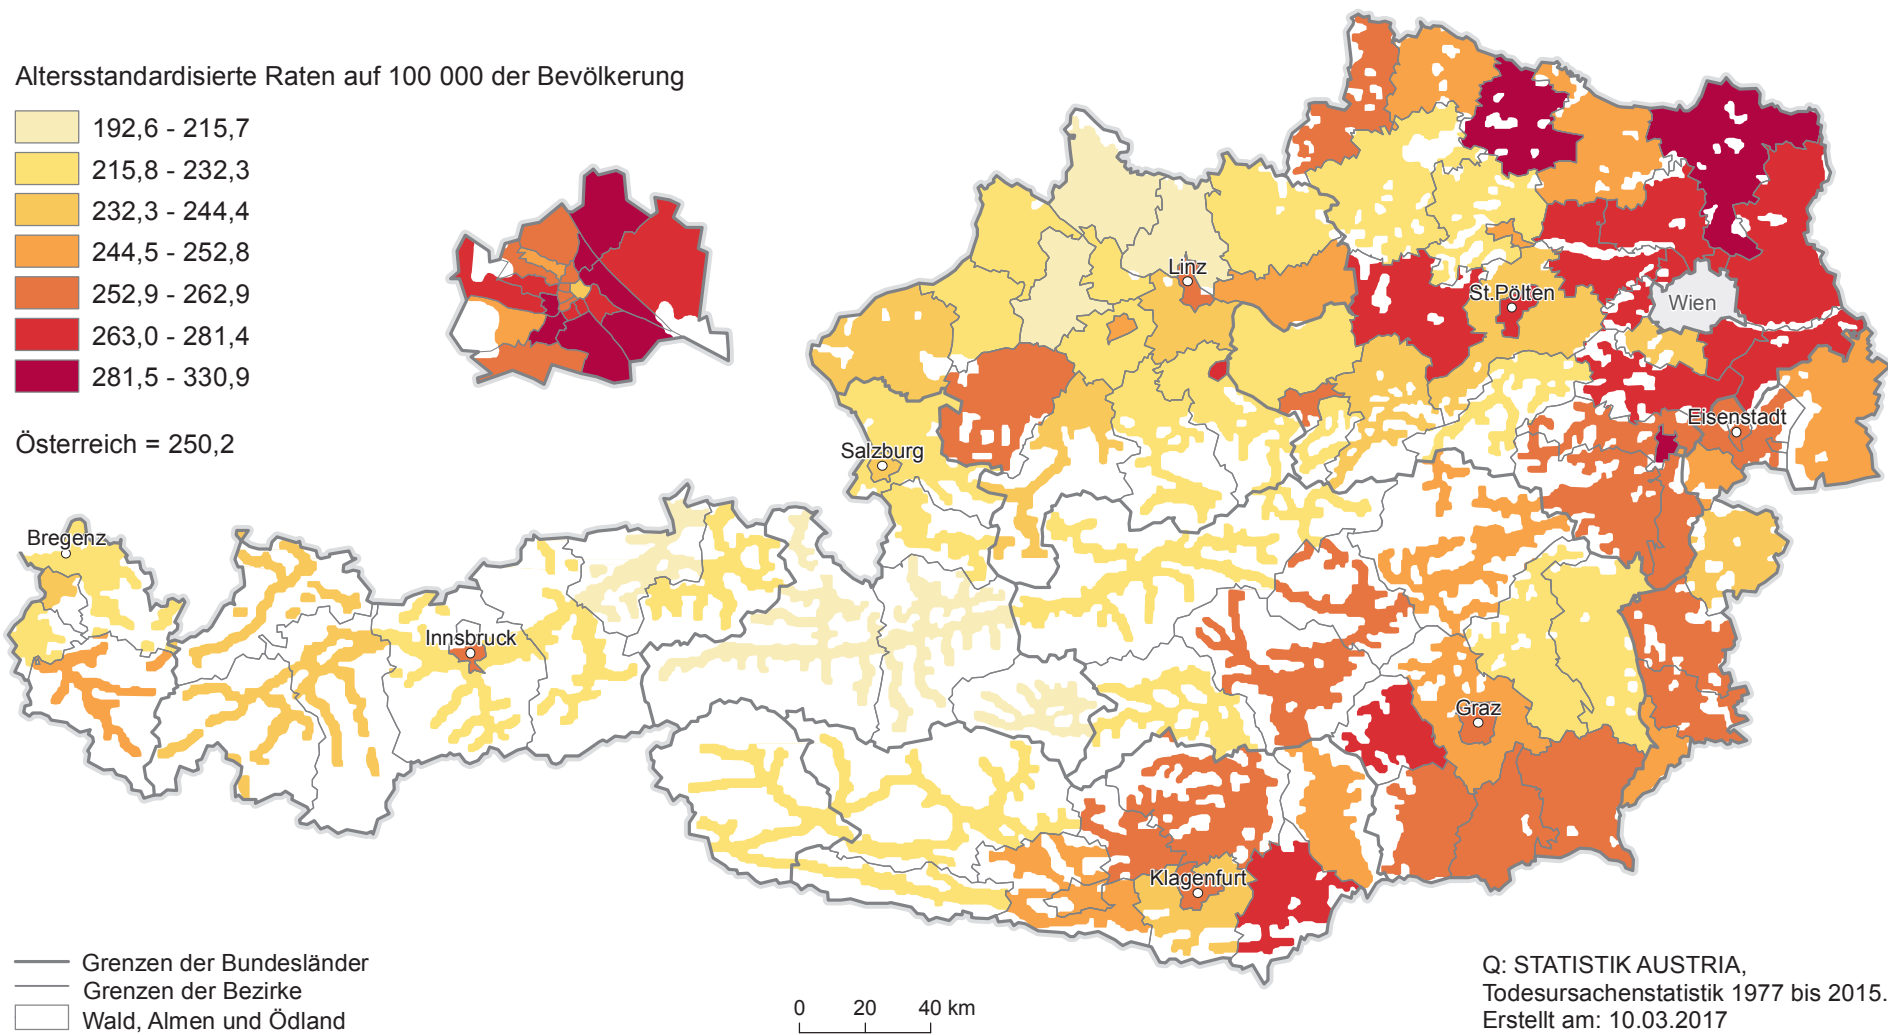 Altersstandardisierte Raten auf 100 000 der Bevölkerung
192,6 - 215,7
215,8 - 232,3
232,3 - 244,4
244,5 - 252,8
252,9 - 262,9
263,0 - 281,4
281,5 - 330,9
Österreich = 250,2
Linz
St.Pölten
Wien
Eisenstadt
Salzburg
Bregenz
Innsbruck
Graz
Klagenfurt
Grenzen der Bundesländer
Grenzen der Bezirke
Wald, Almen und Ödland
0 20 40 km
Q: STATISTIK AUSTRIA,
Todesursachenstatistik 1977 bis 2015.
Erstellt am: 10.03.2017